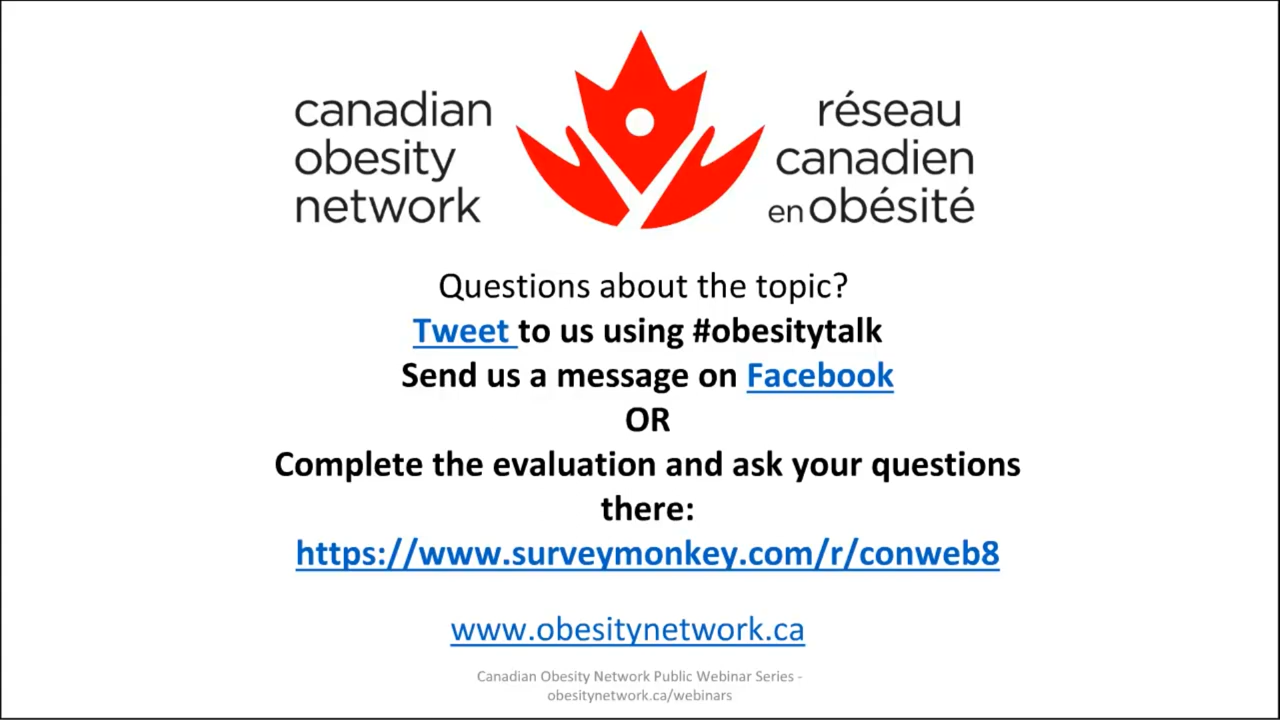 canadian
obesity
network
réseau
canadien
en obésité
Questions about the topic?
Tweet to us using #obesitytalk
Send us a message on Facebook
OR
Complete the evaluation and ask your questions
there:
https://www.surveymonkey.com/r/conweb8
www.obesitynetwork.ca
Canadian Obesity Network Public Webinar Series -
obesitynetwork.ca/webinars